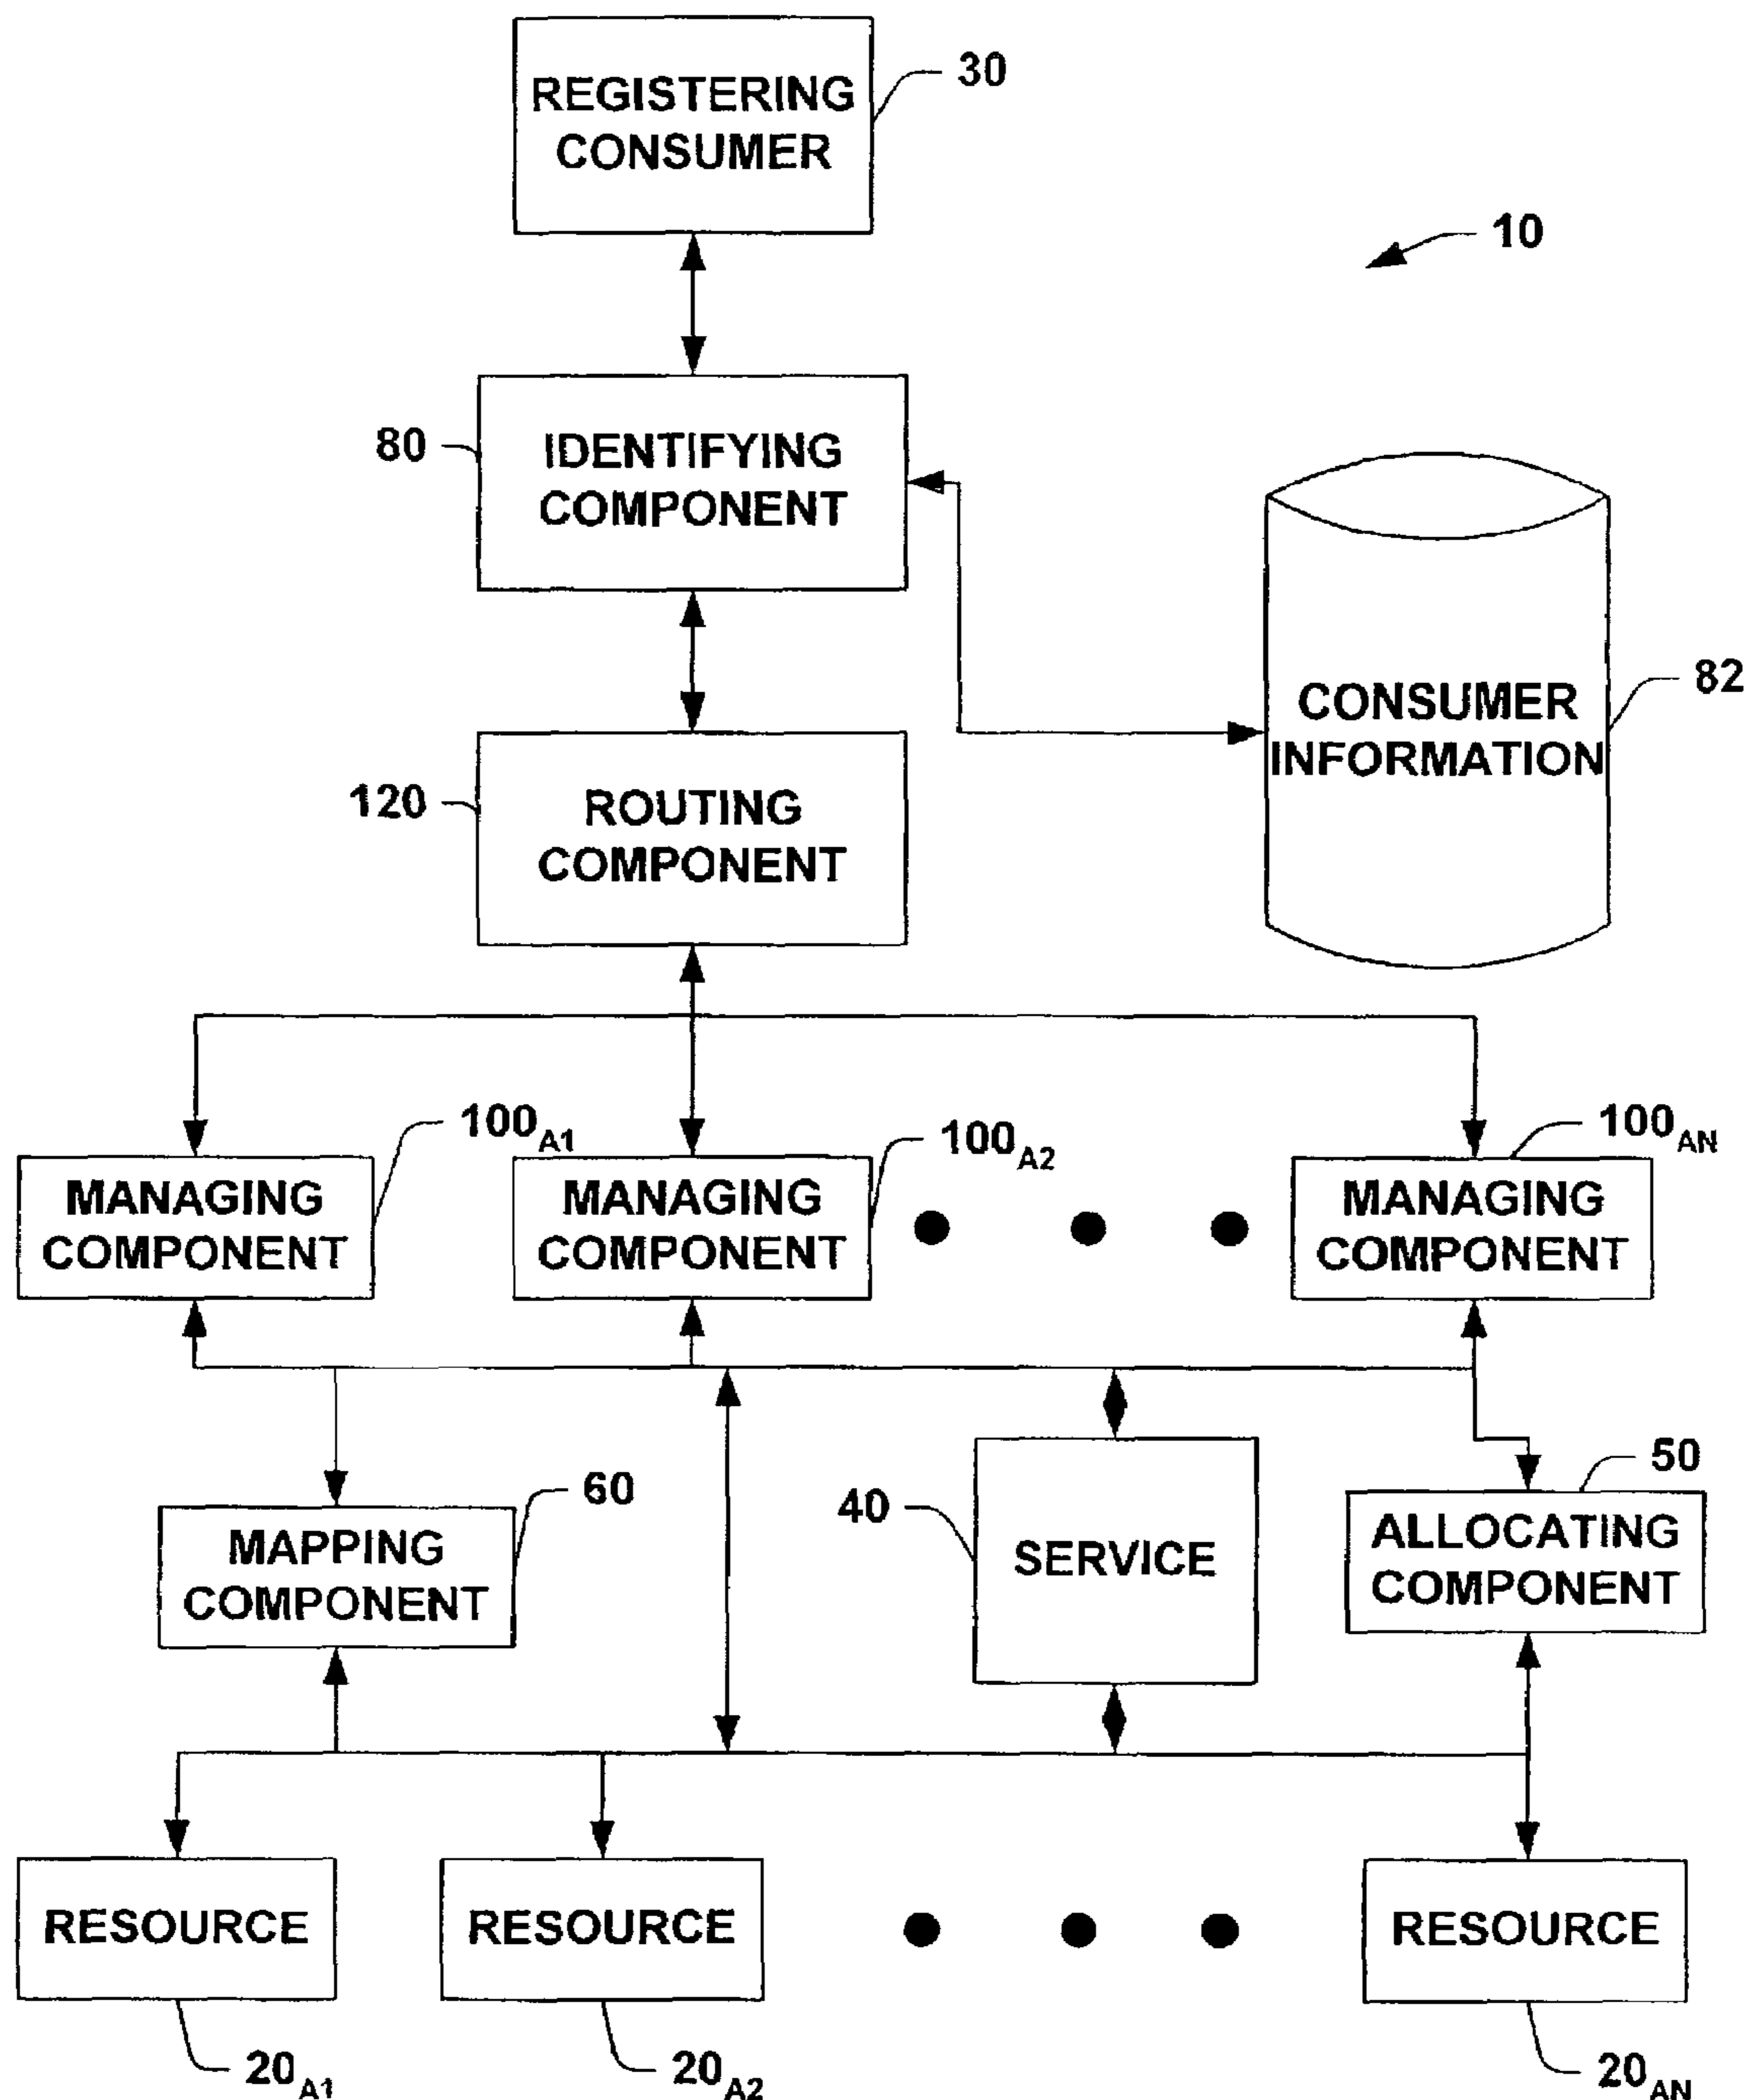 REGISTERING
CONSUMER
30
10
80
IDENTIFYING
COMPONENT
82
CONSUMER
INFORMATION
120
ROUTING
COMPONENT
100A1
100A2
100AN
MANAGING
COMPONENT
MANAGING
COMPONENT
MANAGING
COMPONENT
60
MAPPING
COMPONENT
40
SERVICE
50
ALLOCATING
COMPONENT
RESOURCE
RESOURCE
RESOURCE
20A1
20A2
20AN